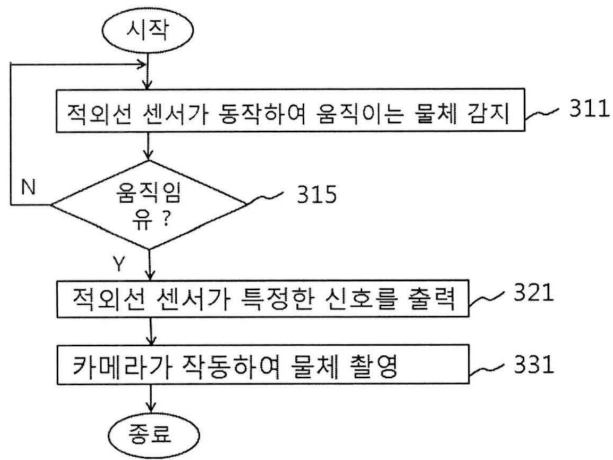 시작
적외선 센서가 동작하여 움직이는 물체 감지
311
N
움직임
유 ?
315
Y
적외선 센서가 특정한 신호를 출력
321
카메라가 작동하여 물체 촬영
331
종료